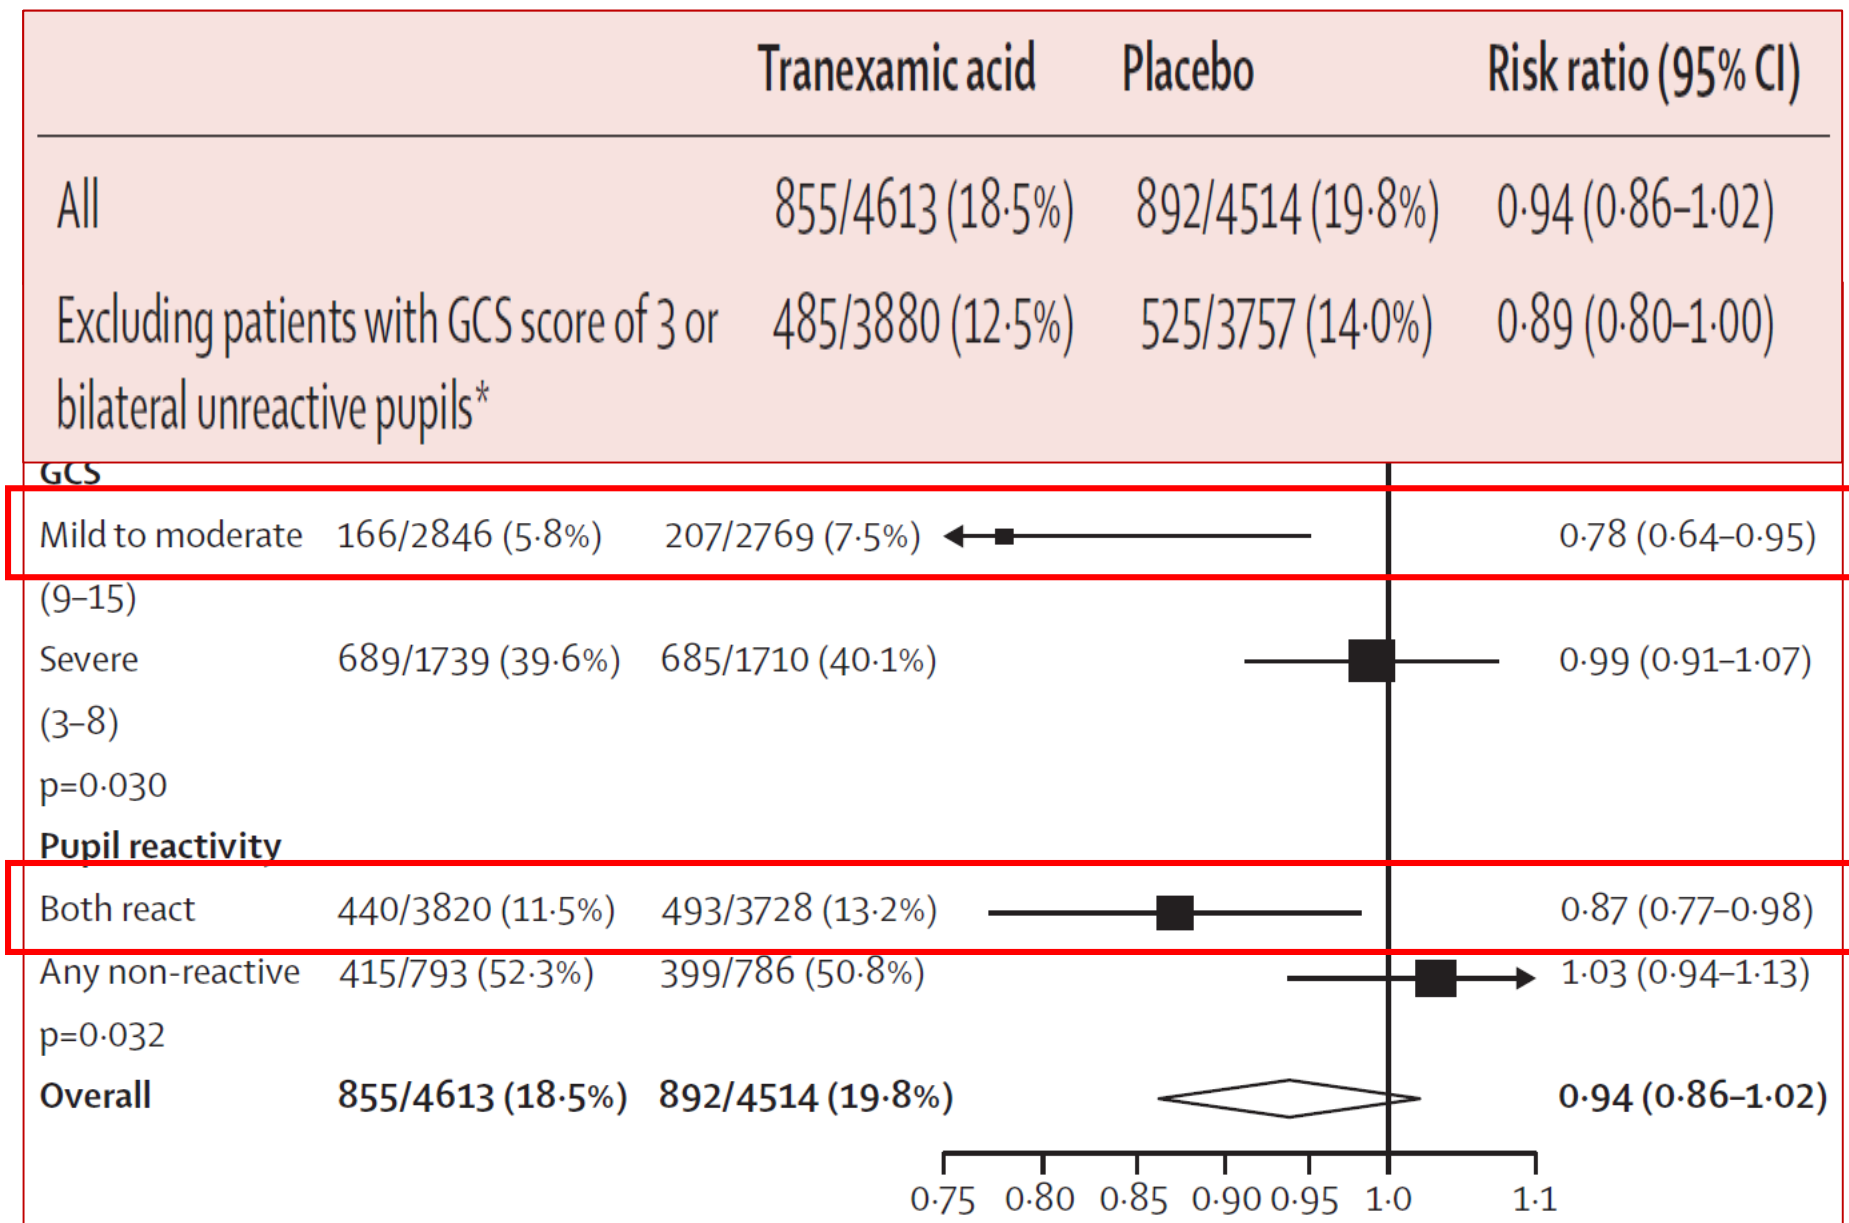 Tranexamic acid Placebo Risk ratio (95% CI)
All 855/4613 (18·5%) 892/4514 (19·8%) 0·94 (0·86–1·02)
Excluding patients with GCS score of 3 or 485/3880 (12·5%) 525/3757 (14·0%) 0·89 (0·80–1·00)
bilateral unreactive pupils*
GCS
Mild to moderate 166/2846 (5·8%) 207/2769 (7·5%) 0·78 (0·64–0·95)
(9–15)
Severe 689/1739 (39·6%) 685/1710 (40·1%) 0·99 (0·91–1·07)
(3–8)
p=0·030
Pupil reactivity
Both react 440/3820 (11·5%) 493/3728 (13·2%) 0·87 (0·77–0·98)
Any non-reactive 415/793 (52·3%) 399/786 (50·8%) 1·03 (0·94–1·13)
p=0·032
Overall 855/4613 (18·5%) 892/4514 (19·8%) 0·94 (0·86–1·02)
0·75 0·80 0·85 0·90 0·95 1·0 1·1